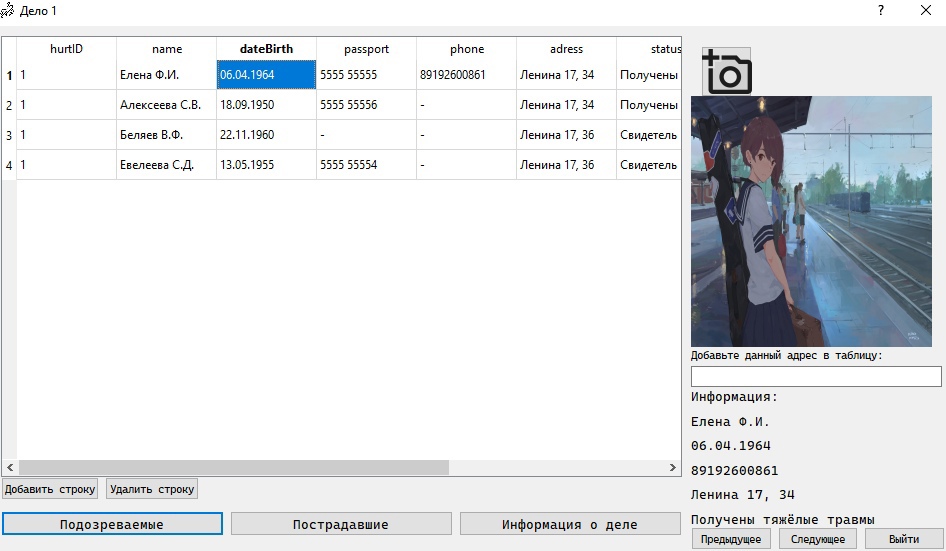 Дело 1
?
hurtID name dateBirth passport phone adress status
1 1 Елена Ф.И. 06.04.1964 5555 55555 89192600861 Ленина 17, 34 Получены
2 1 Алексеева С.В. 18.09.1950 5555 55556 - Ленина 17, 34 Получены
3 1 Беляев В.Ф. 22.11.1960 - - Ленина 17, 36 Свидетель
4 1 Евелеева С.Д. 13.05.1955 5555 55554 - Ленина 17, 36 Свидетель
Добавить строку Удалить строку
Подозреваемые Пострадавшие Информация о деле
Добавьте данный адрес в таблицу:
Информация:
Елена Ф.И.
06.04.1964
89192600861
Ленина 17, 34
Получены тяжёлые травмы
Предыдущее Следующее Выйти